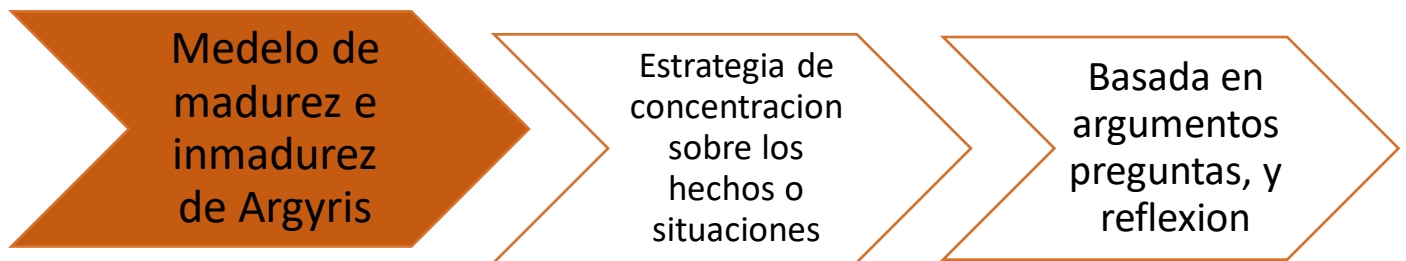 Medelo de
madurez e
inmadurez
de Argyris
Estrategia de
concentracion
sobre los
hechos o
situaciones
Basada en
argumentos
preguntas, y
reflexion